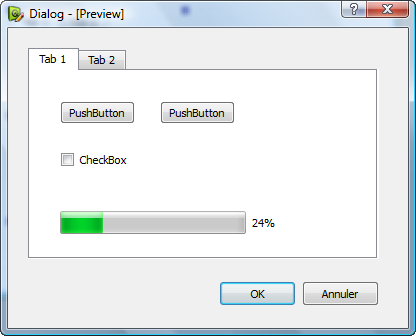 Dialog - [Preview]
Tab 1 Tab 2
PushButton PushButton
CheckBox
24%
OK Annuler